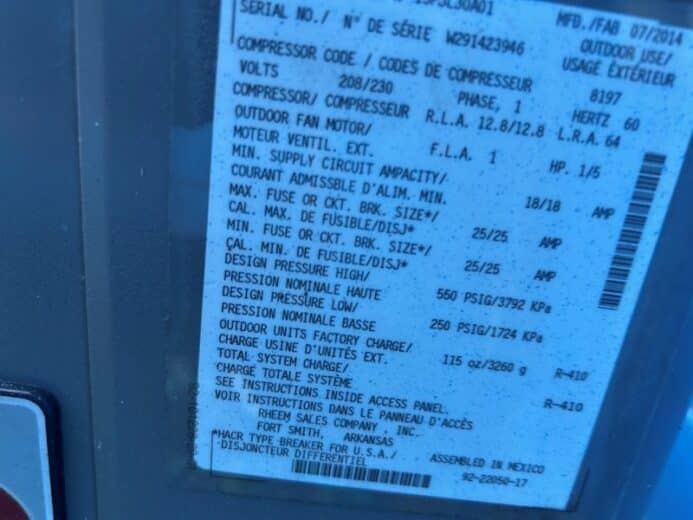 MFD./FAB 07/2014
SERIAL NO./ N° DE SÉRIE W291423946 OUTDOOR USE/
USAGE EXTÉRIEUR
COMPRESSOR CODE / CODES DE COMPRESSEUR 8197
VOLTS 208/230 PHASE, 1 HERTZ 60
COMPRESSOR/ COMPRESSEUR R.L.A. 12.8/12.8 L.R.A. 64
OUTDOOR FAN MOTOR/
MOTEUR VENTIL. EXT. F.L.A. 1 HP. 1/5
MIN. SUPPLY CIRCUIT AMPACITY/
COURANT ADMISSBLE D'ALIM. MIN. 18/18 AMP
MAX. FUSE OR CKT. BRK. SIZE*/
CAL. MAX. DE FUSIBLE/DISJ* 25/25 AMP
MIN. FUSE OR CKT. BRK. SIZE*/
CAL. MIN. DE FUSIBLE/DISJ* 25/25 AMP
DESIGN PRESSURE HIGH/
PRESSION NOMINALE HAUTE 550 PSIG/3792 KPa
DESIGN PRESSURE LOW/
PRESSION NOMINALE BASSE 250 PSIG/1724 KPa
OUTDOOR UNITS FACTORY CHARGE/
CHARGE USINE D'UNITÉS EXT. 115 oz/3260 g R-410
TOTAL SYSTEM CHARGE/
CHARGE TOTALE SYSTÈME R-410
SEE INSTRUCTIONS INSIDE ACCESS PANEL.
VOIR INSTRUCTIONS DANS LE PANNEAU D'ACCÈS
RHEEM SALES COMPANY , INC.
FORT SMITH, ARKANSAS
*HACR TYPE BREAKER FOR U.S.A./ ASSEMBLED IN MEXICO
DISJONCTEUR DIFFERENTIEL 92-22050-17